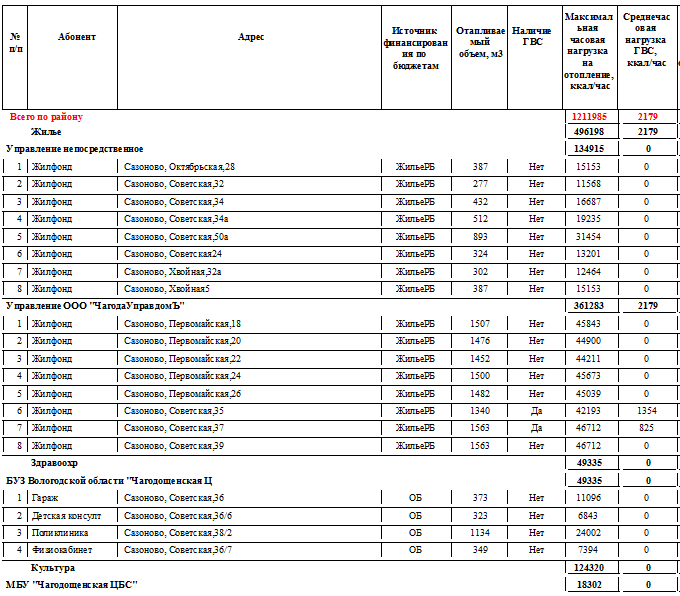 № п/п Абонент Адрес Источник финансирован ия по бюджетам Отапливае мый объем, м3 Наличие ГВС Максимал ьная часовая нагрузка на отопление, ккал/час Среднечас овая нагрузка ГВС, ккал/час
Всего по району 1211985 2179
Жилье 496198 2179
Управление непосредственное 134915 0
1 Жилфонд Сазоново, Октябрьская,28 ЖильеРБ 387 Нет 15153 0
2 Жилфонд Сазоново, Советская,32 ЖильеРБ 277 Нет 11568 0
3 Жилфонд Сазоново, Советская,34 ЖильеРБ 432 Нет 16687 0
4 Жилфонд Сазоново, Советская,34а ЖильеРБ 512 Нет 19235 0
5 Жилфонд Сазоново, Советская,50а ЖильеРБ 893 Нет 31454 0
6 Жилфонд Сазоново, Советская24 ЖильеРБ 324 Нет 13201 0
7 Жилфонд Сазоново, Хвойная,32а ЖильеРБ 302 Нет 12464 0
8 Жилфонд Сазоново, Хвойная5 ЖильеРБ 387 Нет 15153 0
Управление ООО "ЧагодаУправдомЪ" 361283 2179
1 Жилфонд Сазоново, Первомайская,18 ЖильеРБ 1507 Нет 45843 0
2 Жилфонд Сазоново, Первомайская,20 ЖильеРБ 1476 Нет 44900 0
3 Жилфонд Сазоново, Первомайская,22 ЖильеРБ 1452 Нет 44211 0
4 Жилфонд Сазоново, Первомайская,24 ЖильеРБ 1500 Нет 45673 0
5 Жилфонд Сазоново, Первомайская,26 ЖильеРБ 1482 Нет 45039 0
6 Жилфонд Сазоново, Советская,35 ЖильеРБ 1340 Да 42193 1354
7 Жилфонд Сазоново, Советская,37 ЖильеРБ 1563 Да 46712 825
8 Жилфонд Сазоново, Советская,39 ЖильеРБ 1563 Нет 46712 0
Здравоохр 49335 0
БУЗ Вологодской области "Чагодощенская Ц 49335 0
1 Гараж Сазоново, Советская,36 ОБ 373 Нет 11096 0
2 Детская консулт Сазоново, Советская,36/6 ОБ 323 Нет 6843 0
3 Поликлиника Сазоново, Советская,38/2 ОБ 1134 Нет 24002 0
4 Физиокабинет Сазоново, Советская,36/7 ОБ 349 Нет 7394 0
Культура 124320 0
МБУ "Чагодощенская ЦБС" 18302 0